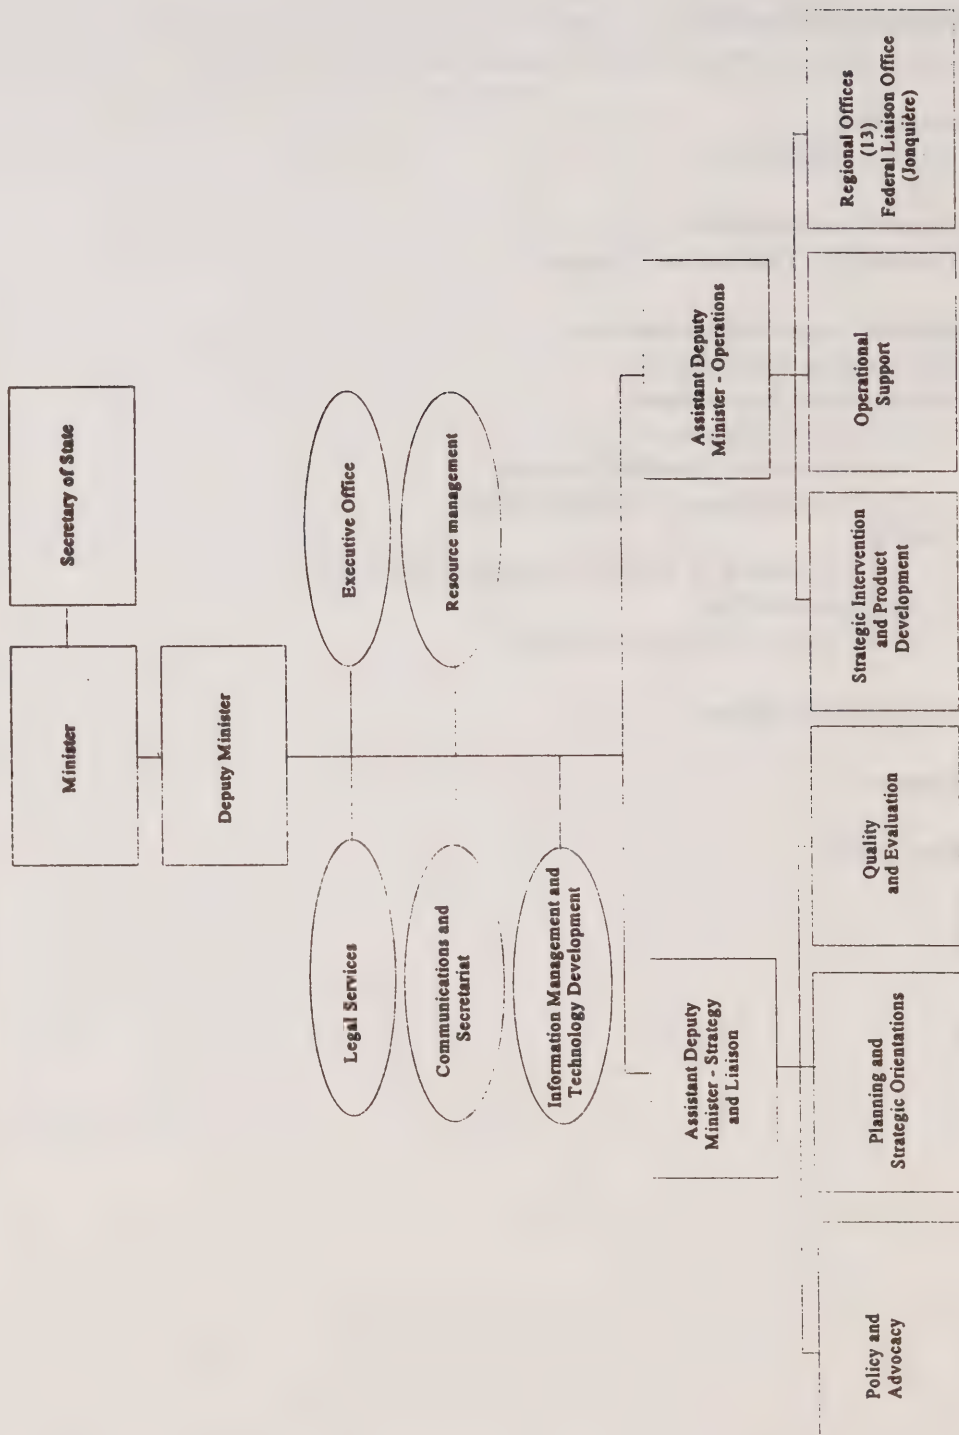 Minister
Secretary of State
Deputy Minister
Legal Services
Executive Office
Communications and
Secretariat
Resource management
Information Management and
Technology Development
Assistant Deputy
Minister - Strategy
and Liaison
Assistant Deputy
Minister - Operations
Policy and
Advocacy
Planning and
Strategic Orientations
Quality
and Evaluation
Strategic Intervention
and Product
Development
Operational
Support
Regional Offices
(13)
Federal Liaison Office
(Jonquière)